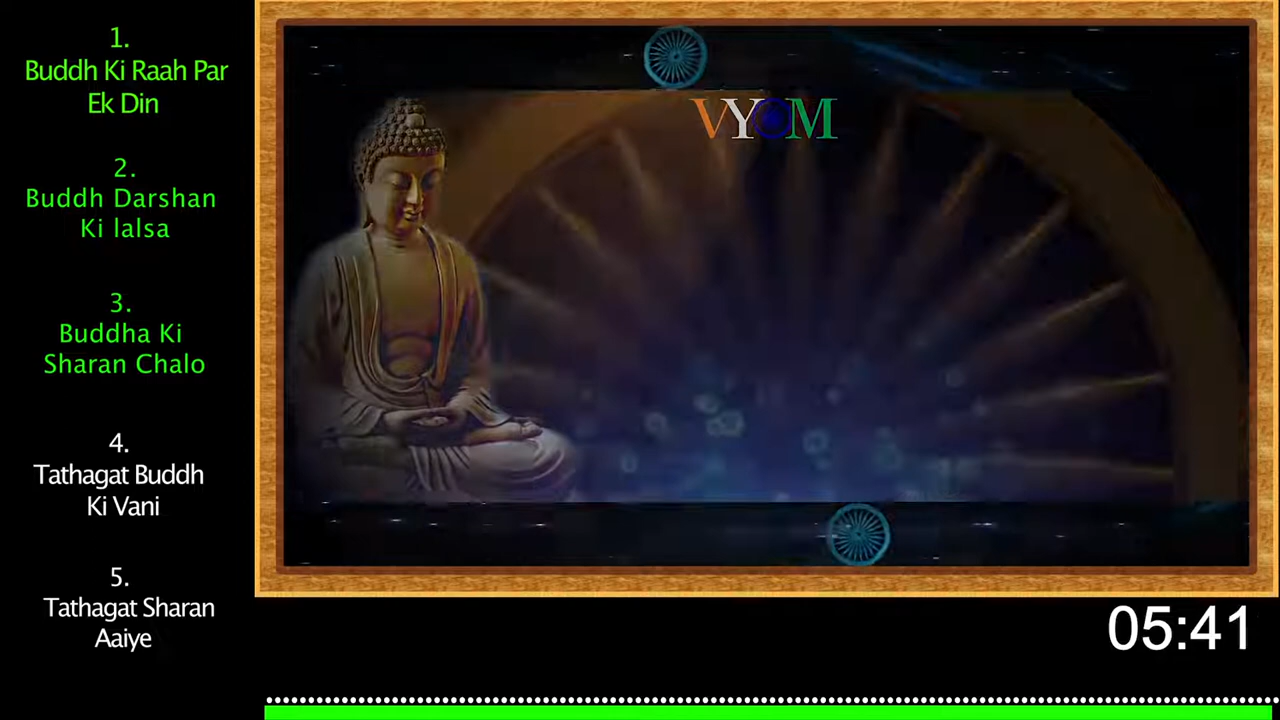 1.
Buddh Ki Raah Par
Ek Din
2.
Buddh Darshan
Ki lalsa
3.
Buddha Ki
Sharan Chalo
4.
Tathagat Buddh
Ki Vani
5.
Tathagat Sharan
Aaiye
VYOM
05:41